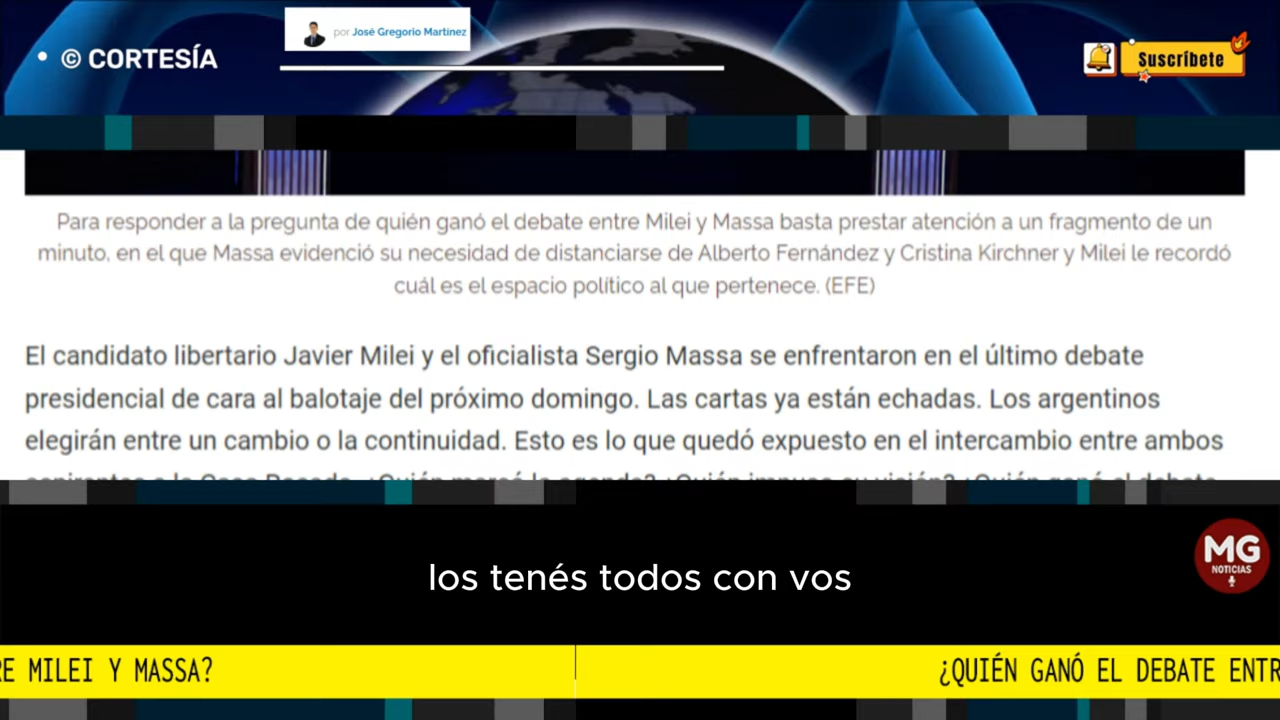 por José Gregorio Martínez
• © CORTESÍA
Suscríbete
Para responder a la pregunta de quién ganó el debate entre Milei y Massa basta prestar atención a un fragmento de un
minuto, en el que Massa evidenció su necesidad de distanciarse de Alberto Fernández y Cristina Kirchner y Milei le recordó
cuál es el espacio político al que pertenece. (EFE)
El candidato libertario Javier Milei y el oficialista Sergio Massa se enfrentaron en el último debate
presidencial de cara al balotaje del próximo domingo. Las cartas ya están echadas. Los argentinos
elegirán entre un cambio o la continuidad. Esto es lo que quedó expuesto en el intercambio entre ambos
los tenés todos con vos
MG
NOTICIAS
RE MILEI Y MASSA?
¿QUIÉN GANÓ EL DEBATE ENTR